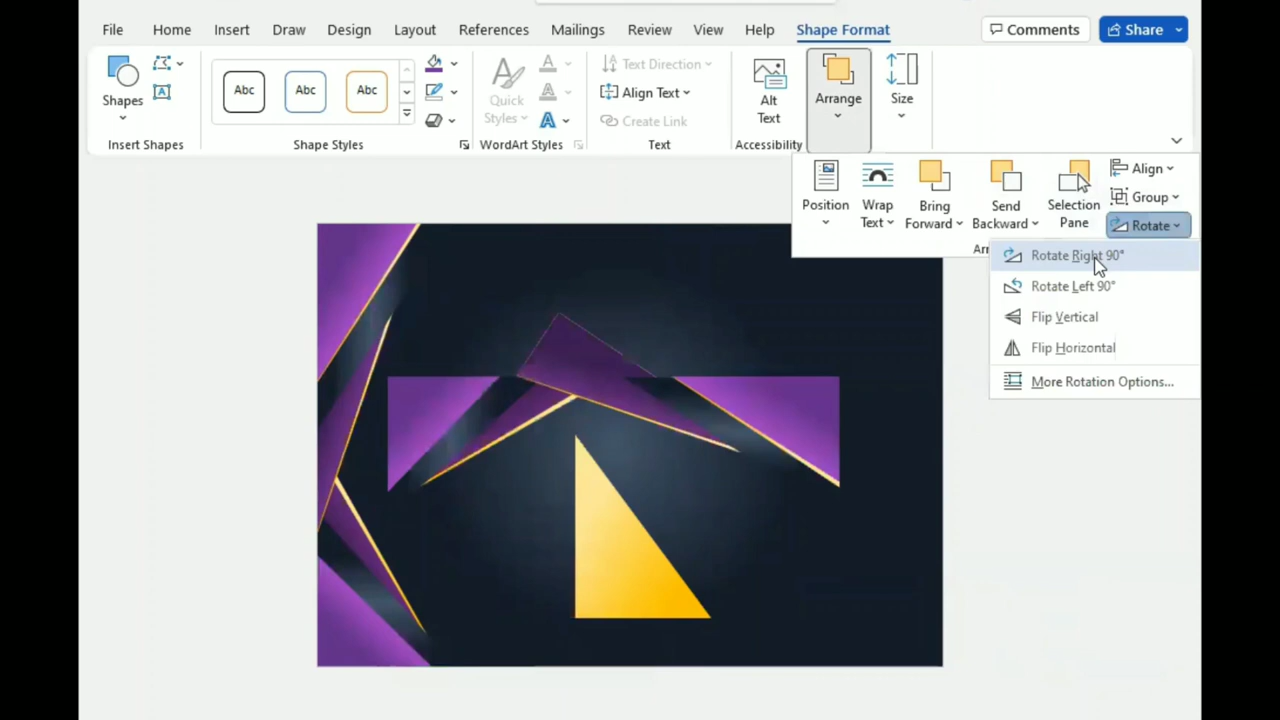 File Home Insert Draw Design Layout References Mailings Review View Help Shape Format Comments Share
Shapes
Insert Shapes
Abc Abc Abc
Shape Styles
Quick
Styles
WordArt Styles
Text Direction
Align Text
Create Link
Text
Alt
Text
Accessibility
Arrange
Size
Position
Wrap
Text
Bring
Forward
Send
Backward
Selection
Pane
Align
Group
Rotate
Rotate Right 90°
Rotate Left 90°
Flip Vertical
Flip Horizontal
More Rotation Options...